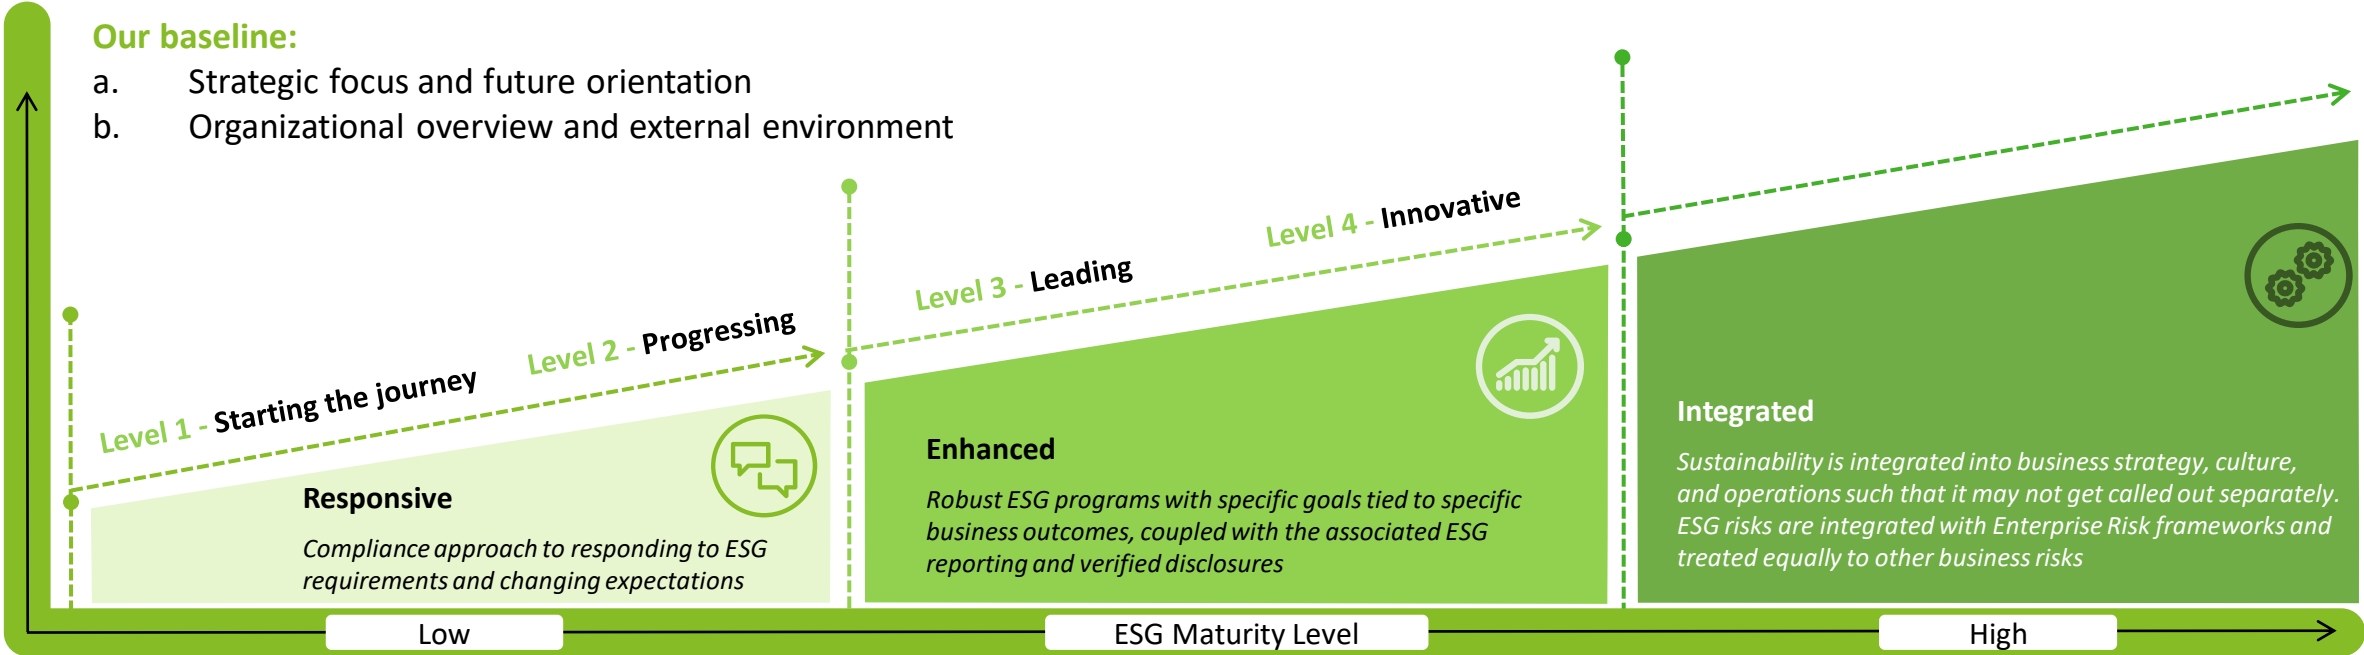 Our baseline:
a. Strategic focus and future orientation
b. Organizational overview and external environment
Level 1 - Starting the journey
Level 2 - Progressing
Level 3 - Leading
Level 4 - Innovative
Responsive
Compliance approach to responding to ESG
requirements and changing expectations
Enhanced
Robust ESG programs with specific goals tied to specific
business outcomes, coupled with the associated ESG
reporting and verified disclosures
Integrated
Sustainability is integrated into business strategy, culture,
and operations such that it may not get called out separately.
ESG risks are integrated with Enterprise Risk frameworks and
treated equally to other business risks
Low
ESG Maturity Level
High